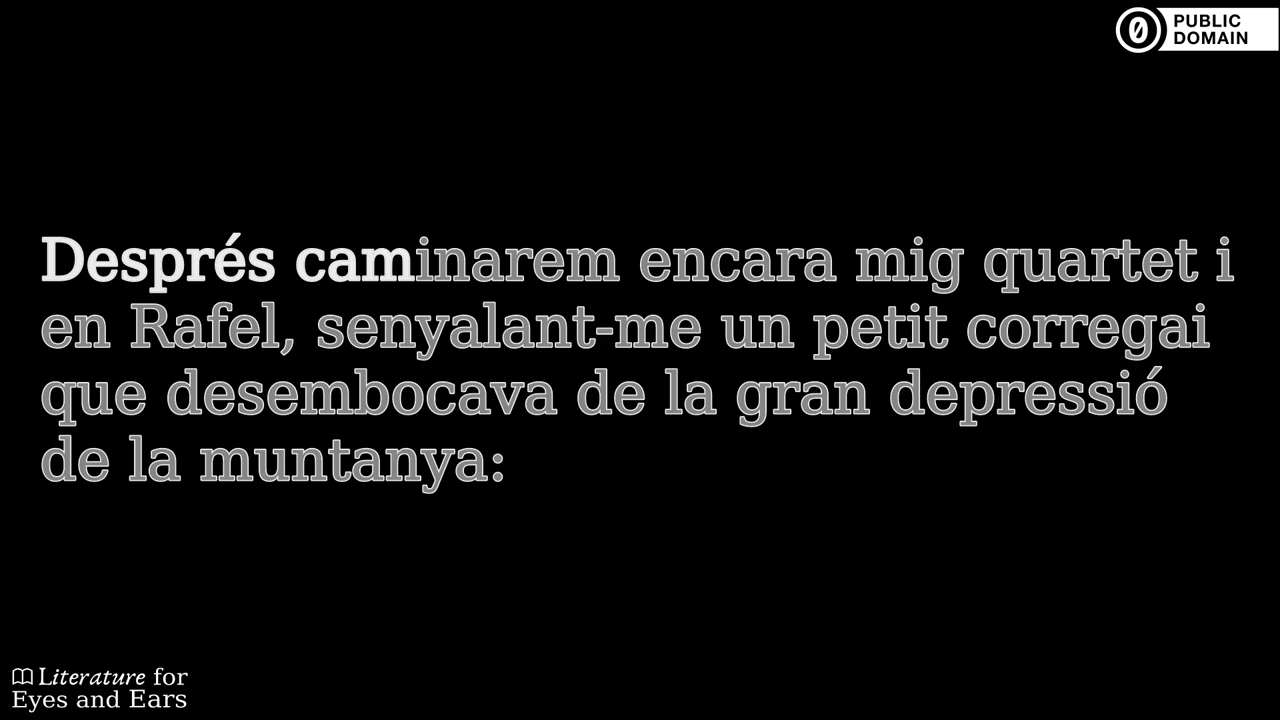 PUBLIC
DOMAIN
Després caminarem encara mig quartet i
en Rafel, senyalant-me un petit corregai
que desembocava de la gran depressió
de la muntanya:
Literature for
Eyes and Ears